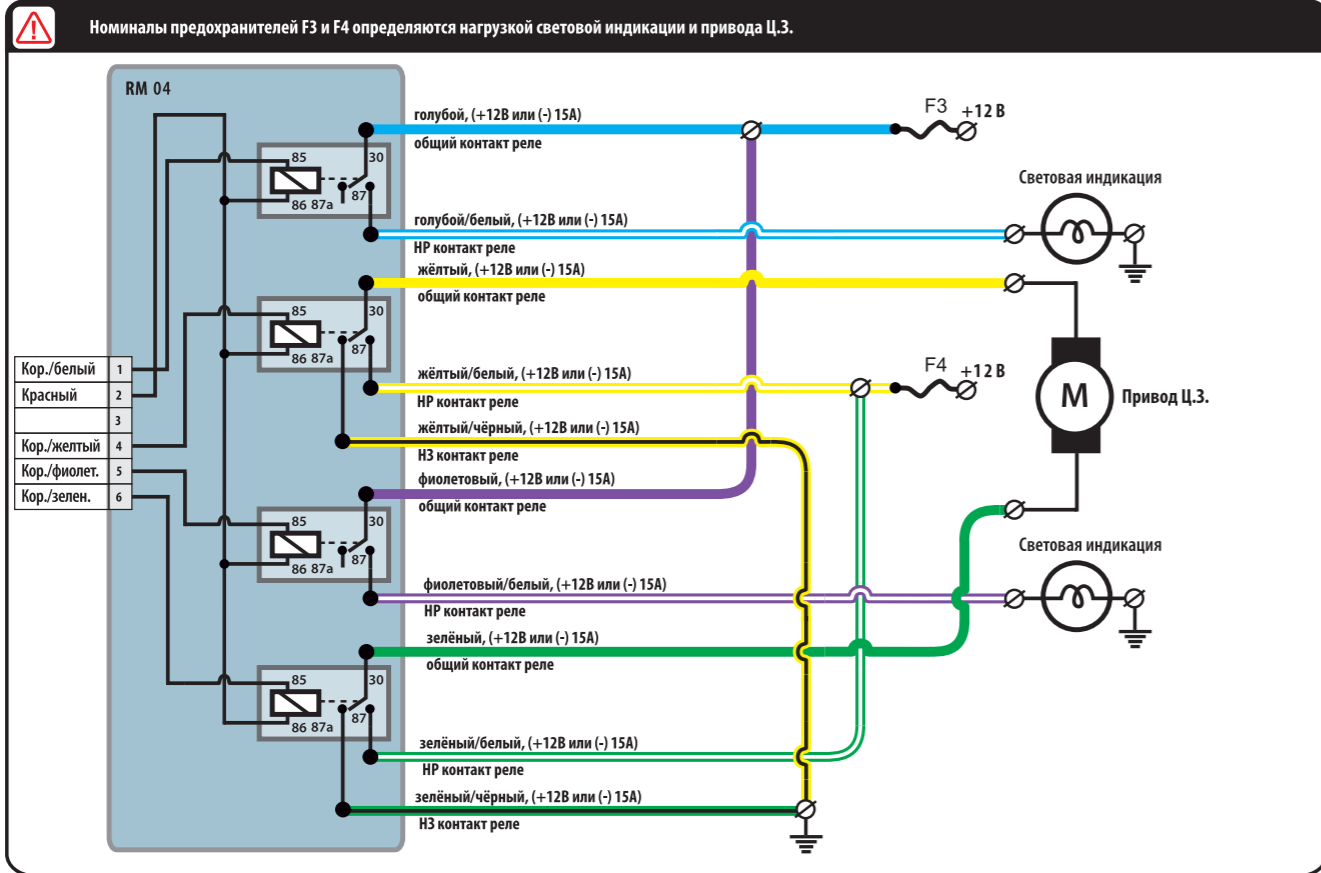 Номиналы предохранителей F3 и F4 определяются нагрузкой световой индикации и привода Ц.З.
RM 04
голубой, (+12В или (-) 15А)
общий контакт реле
F3
+12 В
85
30
86 87a
87
Световая индикация
голубой/белый, (+12В или (-) 15А)
НР контакт реле
жёлтый, (+12В или (-) 15А)
общий контакт реле
85
30
86 87a
87
Кор./белый 1
Красный 2
3
Кор./желтый 4
Кор./фиолет. 5
Кор./зелен. 6
жёлтый/белый, (+12В или (-) 15А)
НР контакт реле
F4
+12 В
М
Привод Ц.З.
жёлтый/чёрный, (+12В или (-) 15А)
НЗ контакт реле
фиолетовый, (+12В или (-) 15А)
общий контакт реле
85
30
86 87a
87
Световая индикация
фиолетовый/белый, (+12В или (-) 15А)
НР контакт реле
зелёный, (+12В или (-) 15А)
общий контакт реле
85
30
86 87a
87
зелёный/белый, (+12В или (-) 15А)
НР контакт реле
зелёный/чёрный, (+12В или (-) 15А)
НЗ контакт реле